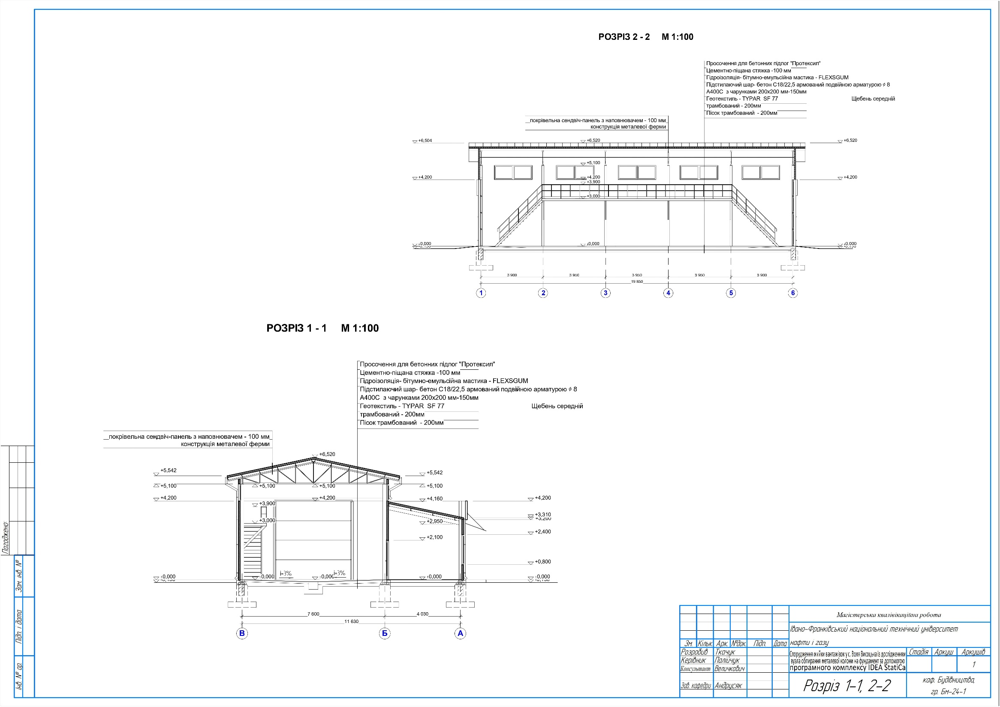 РОЗРІЗ 2 - 2 М 1:100
Просочення для бетонних підлог "Протексил"
Цементно-піщана стяжка -100 мм
Гідроізоляція- бітумно-емульсійна мастика - FLEXSGUM
Підстилаючий шар- бетон С18/22,5 армований подвійною арматурою ϕ 8
А400С з чарунками 200х200 мм-150мм
Геотекстиль - TYPAR SF 77 Щебень середній
трамбований - 200мм
Пісок трамбований - 200мм
покрівельна сендвіч-панель з наповнювачем - 100 мм
конструкція металевої ферми
+6,504 +6,520 +6,520
+5,100
+4,200 +4,200 +4,200
+3,900
+3,000
±0,000 ±0,000 ±0,000
3 900 3 950 3 950 3 950 3 900
19 650
1 2 3 4 5 6
РОЗРІЗ 1 - 1 М 1:100
Просочення для бетонних підлог "Протексил"
Цементно-піщана стяжка -100 мм
Гідроізоляція- бітумно-емульсійна мастика - FLEXSGUM
Підстилаючий шар- бетон С18/22,5 армований подвійною арматурою ϕ 8
А400С з чарунками 200х200 мм-150мм
Геотекстиль - TYPAR SF 77 Щебень середній
трамбований - 200мм
Пісок трамбований - 200мм
покрівельна сендвіч-панель з наповнювачем - 100 мм
конструкція металевої ферми
+6,520
+5,542 +5,542
+5,100 +5,100 +5,100 +5,100
+4,200 +4,200 +4,160 +4,200
+3,900
+3,310
+3,200
+3,000 +2,950
+2,400
+2,100
+0,800
i=3% i=3%
±0,000 ±0,000 ±0,000 ±0,000 ±0,000
7 600 4 030
11 630
В Б А
Погоджено:
Зам. інв. №
Підп. і дата
Інв. № ор.
Магістерська кваліфікаційна робота
Івано-Франківський національний технічний університет
нафти і газу
Зм. Кільк. Арк. №док. Підп. Дата
Розробив Ткачук
Керівник Палійчук
Консультант Величкович
Зав. кафедри Андрусяк
Спорудження мийки вантажівок у с. Воля Висоцька із дослідженням
вузла обпирання металевої колони на фундамент за допомогою
програмного комплексу IDEA StatiCa
Стадія Аркуш Аркушів
1
Розріз 1-1, 2-2
каф. Будівництва,
гр. Бм-24-1